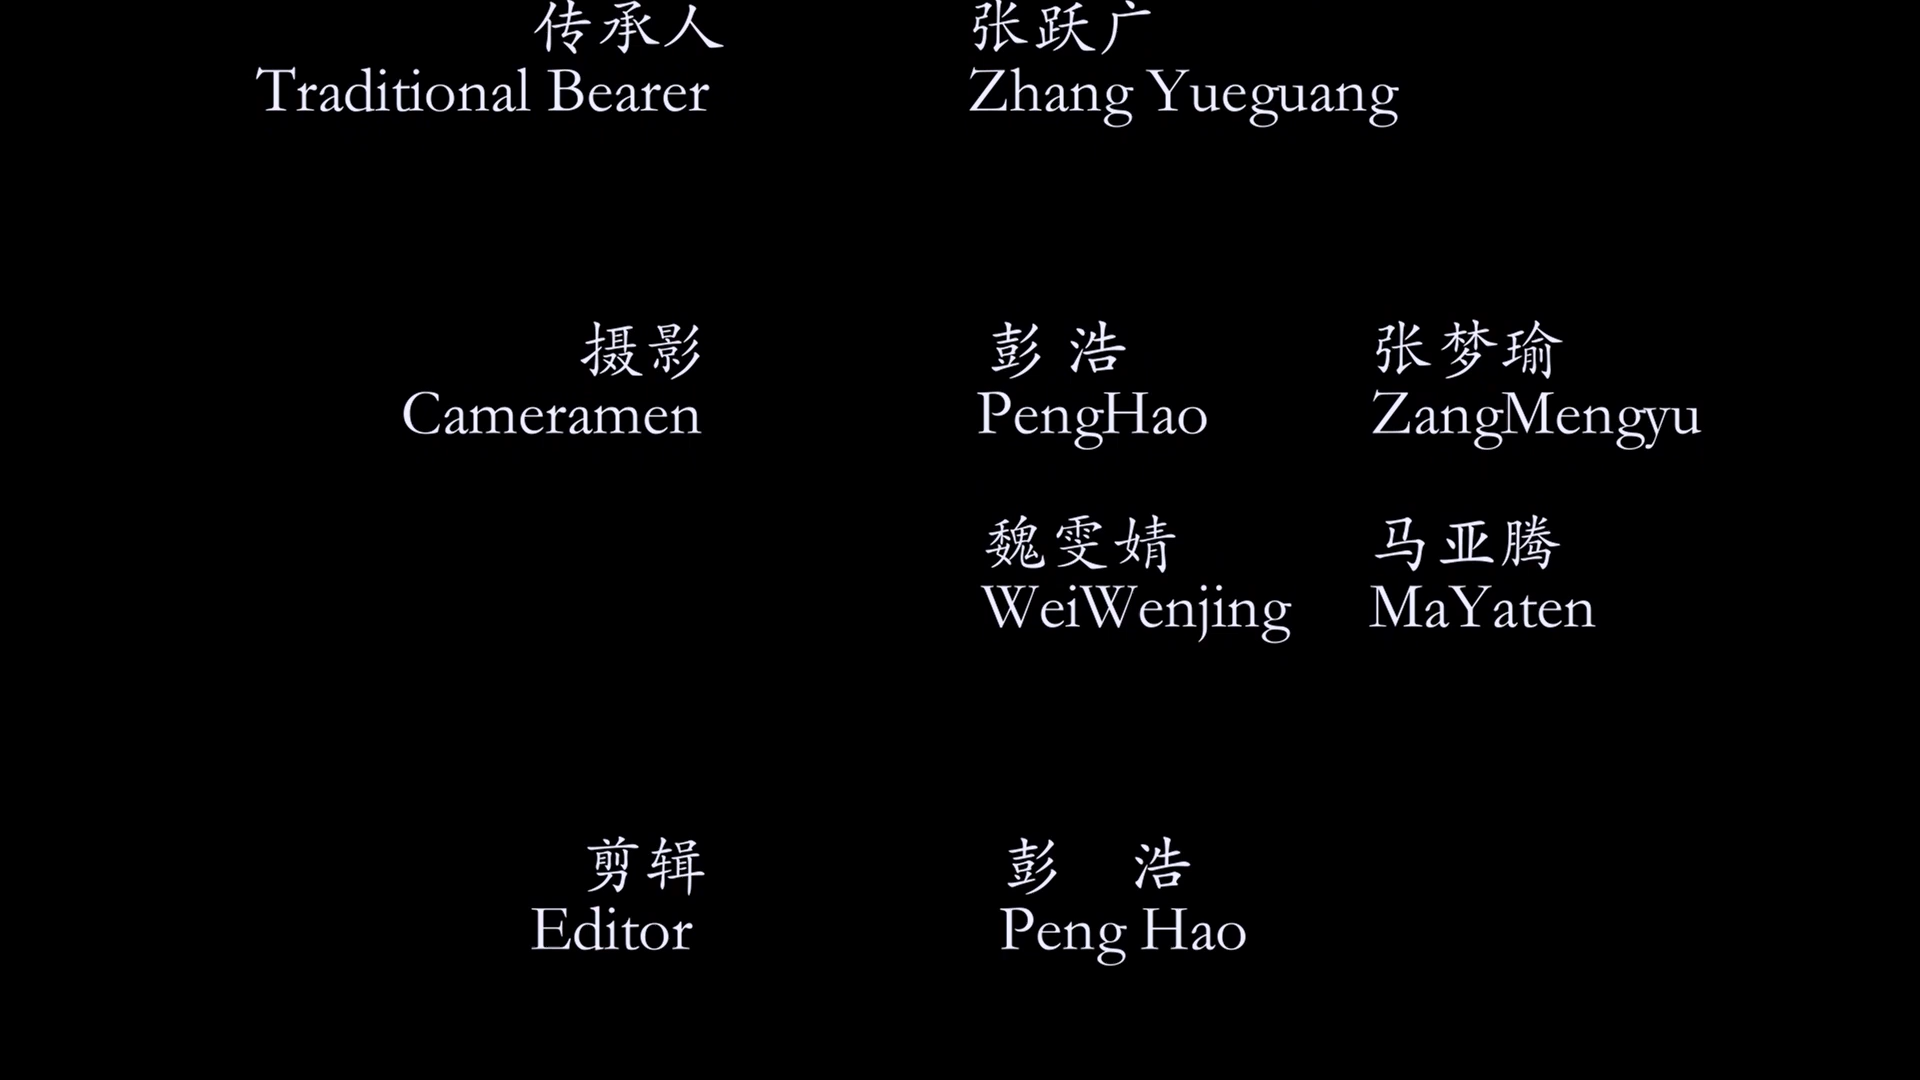 传承人 张跃广
Traditional Bearer Zhang Yueguang
摄影 彭 浩 张梦瑜
Cameramen PengHao ZangMengyu
魏雯婧 马亚腾
WeiWenjing MaYaten
剪辑 彭 浩
Editor Peng Hao